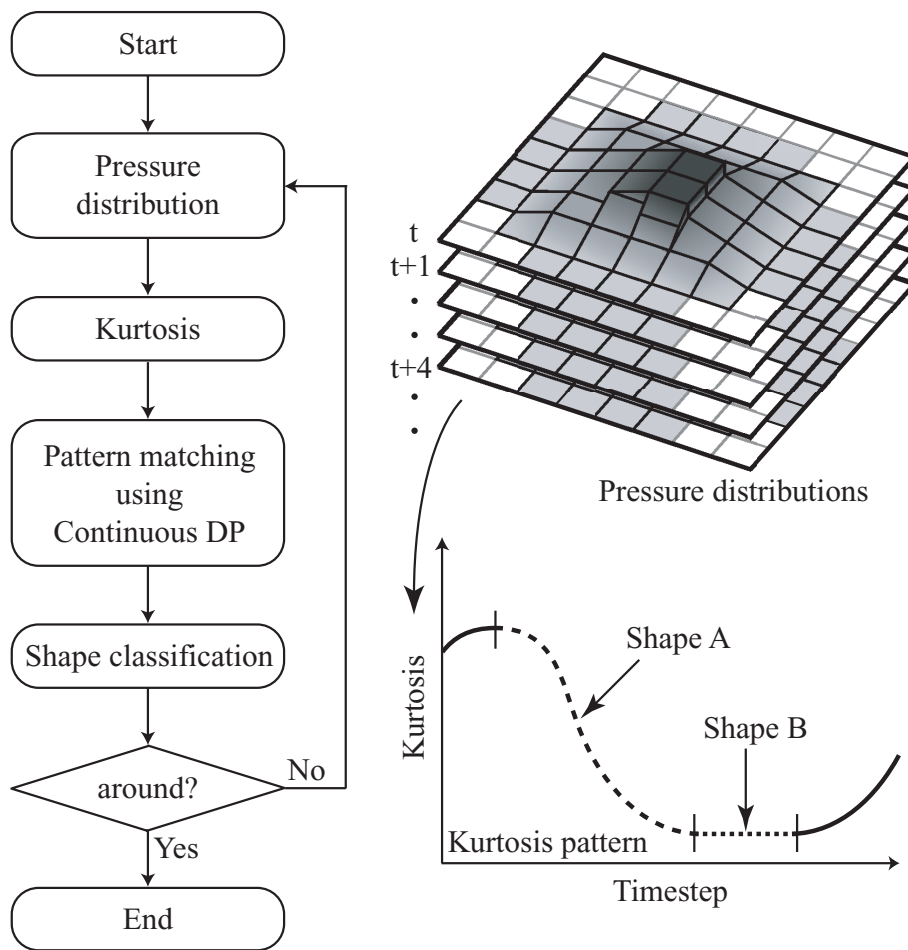 Start
Pressure
distribution
Kurtosis
Pattern matching
using
Continuous DP
Shape classification
around?
No
Yes
End
t
t+1
.
.
t+4
.
.
Pressure distributions
Kurtosis
Shape A
Shape B
Kurtosis pattern
Timestep